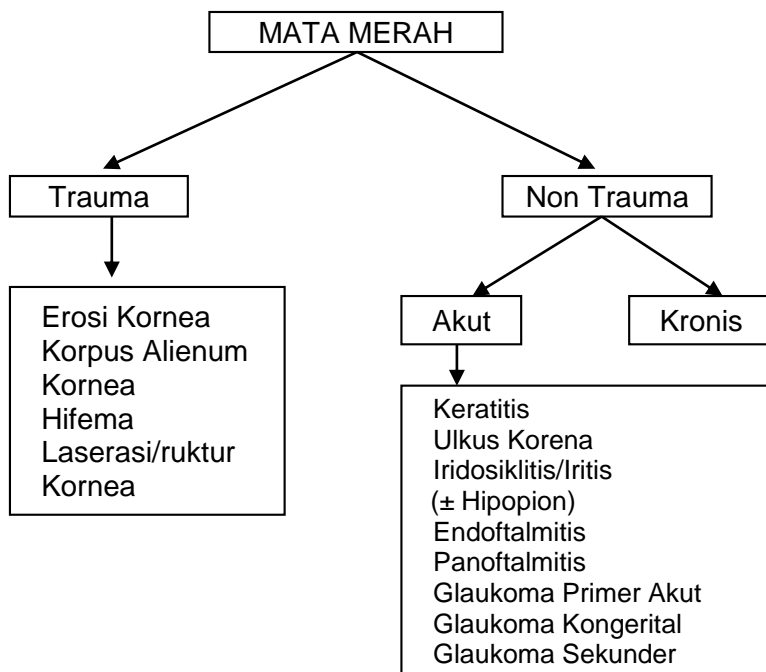 MATA MERAH
Trauma
Non Trauma
Erosi Kornea
Korpus Alienum
Kornea
Hifema
Laserasi/ruktur
Kornea
Akut
Kronis
Keratitis
Ulkus Korena
Iridosiklitis/Iritis
(± Hipopion)
Endoftalmitis
Panoftalmitis
Glaukoma Primer Akut
Glaukoma Kongerital
Glaukoma Sekunder